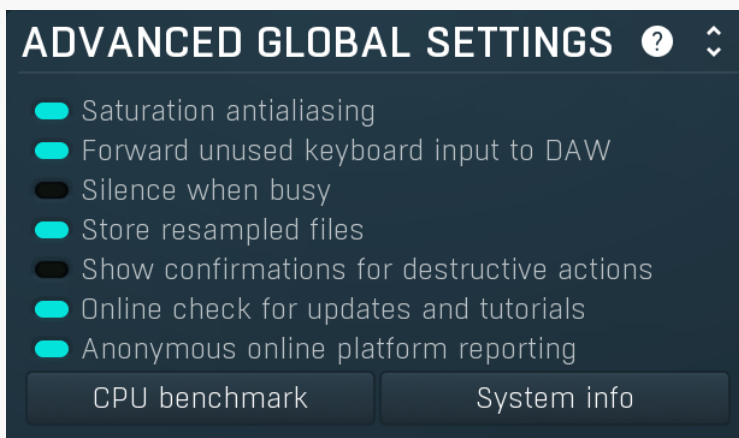 ADVANCED GLOBAL SETTINGS ?
Saturation antialiasing
Forward unused keyboard input to DAW
Silence when busy
Store resampled files
Show confirmations for destructive actions
Online check for updates and tutorials
Anonymous online platform reporting
CPU benchmark System info